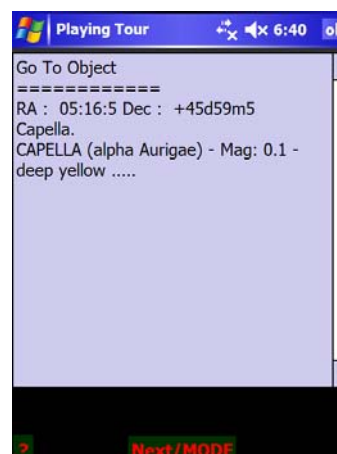 Playing Tour 6:40
Go To Object
============
RA : 05:16:5 Dec : +45d59m5
Capella.
CAPELLA (alpha Aurigae) - Mag: 0.1 -
deep yellow .....
? Next/MODE